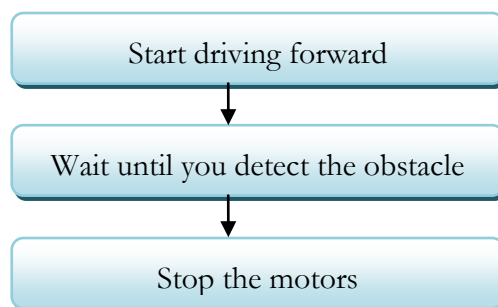 Start driving forward
Wait until you detect the obstacle
Stop the motors